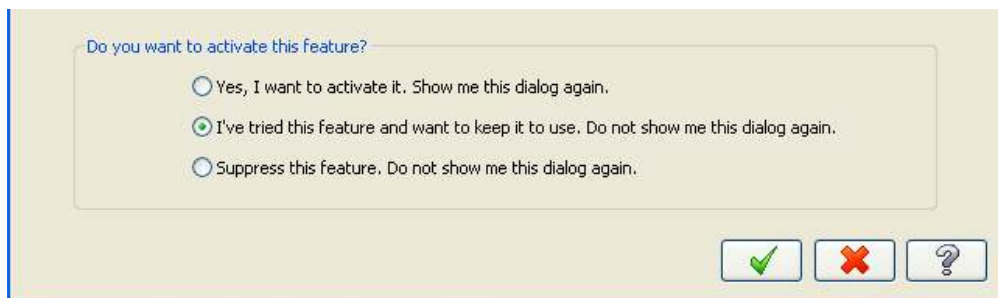 Do you want to activate this feature?
Yes, I want to activate it. Show me this dialog again.
I've tried this feature and want to keep it to use. Do not show me this dialog again.
Suppress this feature. Do not show me this dialog again.